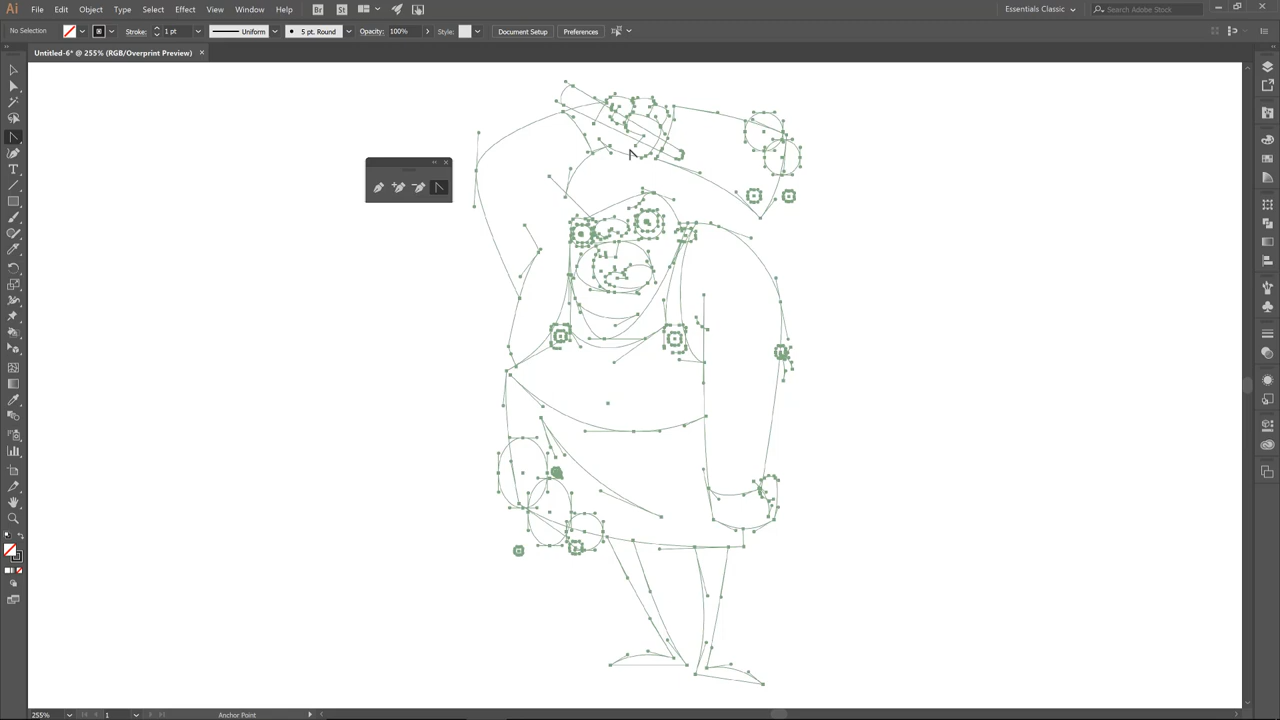 Ai File Edit Object Type Select Effect View Window Help Br St Essentials Classic Search Adobe Stock
No Selection Stroke: 1 pt Uniform 5 pt. Round Opacity: 100% Style: Document Setup Preferences
Untitled-6* @ 255% (RGB/Overprint Preview) ×
255% 1 Anchor Point